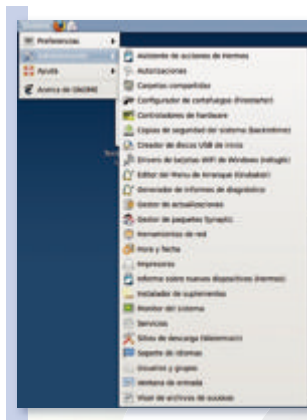 Preferencias
Administración
Ayuda
Acerca de GNOME
Asistente de acciones de Hermes
Autorizaciones
Carpetas compartidas
Configurador de cortafuegos (Firestarter)
Controladores de hardware
Copias de seguridad del sistema (Backintime)
Creador de discos USB de inicio
Drivers de tarjetas WiFi de Windows (ndisgtk)
Editor del Menu de Arranque (Grubaker)
Generador de informes de diagnóstico
Gestor de actualizaciones
Gestor de paquetes Synaptic
Herramientas de red
Hora y fecha
Impresoras
Informe sobre nuevos dispositivos (Hermes)
Instalador de suplementos
Monitor del sistema
Servicios
Sitios de descarga
Soporte de idiomas
Usuarios y grupos
Ventana de entrada
Visor de archivos de sucesos